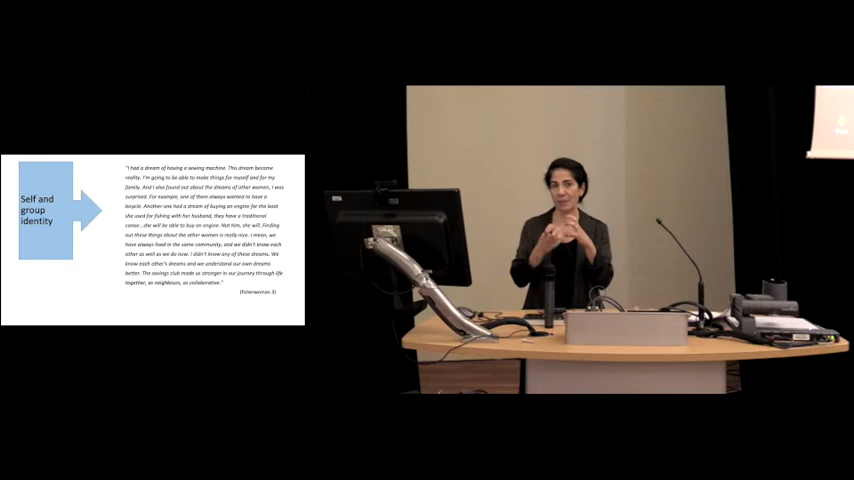 Self and
group
identity
"I had a dream of having a sewing machine. This dream became
reality. I'm going to be able to make things for myself and for my
family. And I also found out about the dreams of other women, I was
surprised. For example, one of them always wanted to have a
bicycle. Another one had a dream of buying an engine for the boat
she used for fishing with her husband, they have a traditional
canoe...she will be able to buy an engine. Not him, she will. Finding
out these things about the other women is really nice. I mean, we
have always lived in the same community, and we didn't know each
other as well as we do now. I didn't know any of those dreams. We
know each other's dreams and we understand our own dreams
better. The savings club made us stronger in our journey through life
together, as neighbours, as collaborative."
(Fisherwoman 3)